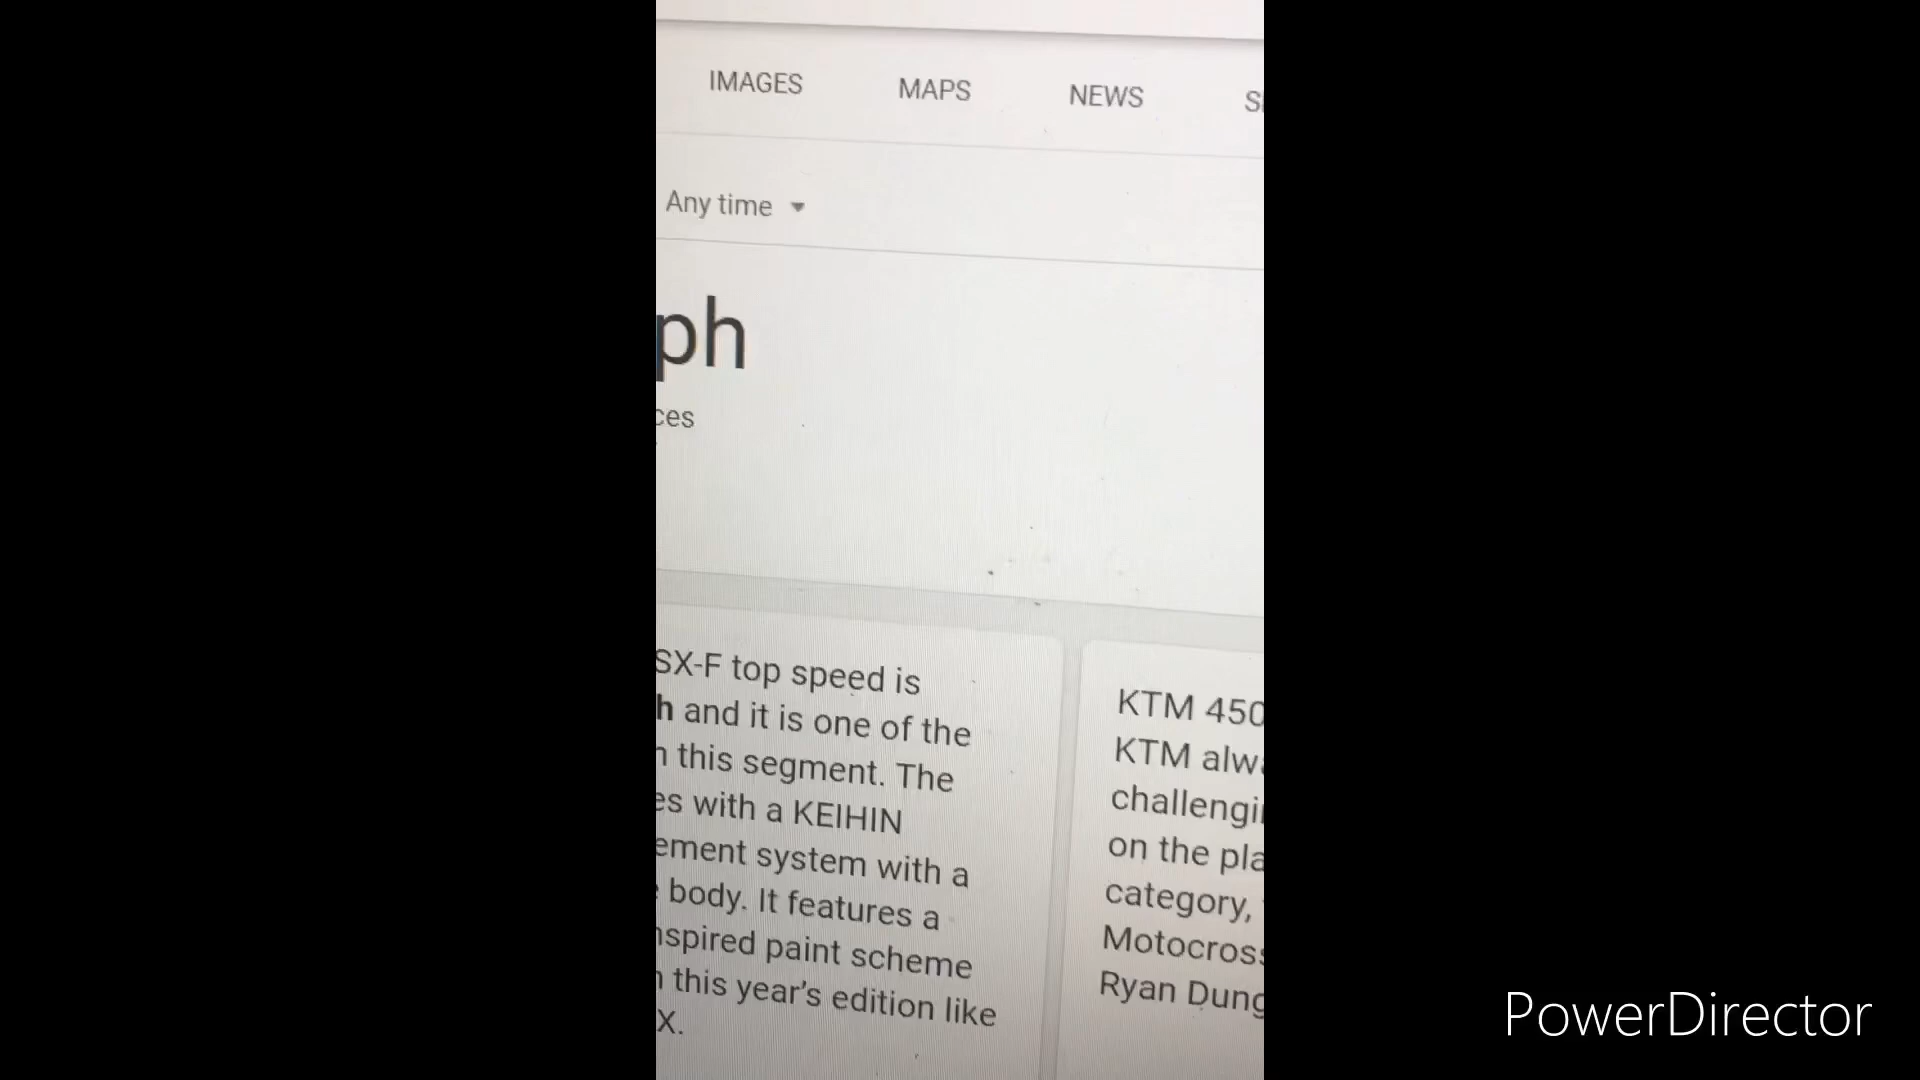 IMAGES MAPS NEWS
Any time
ph
ces
SX-F top speed is
h and it is one of the
n this segment. The
es with a KEIHIN
ement system with a
body. It features a
nspired paint scheme
n this year's edition like
X.
KTM 450
KTM alwa
challengi
on the pla
category,
Motocross
Ryan Dung
PowerDirector